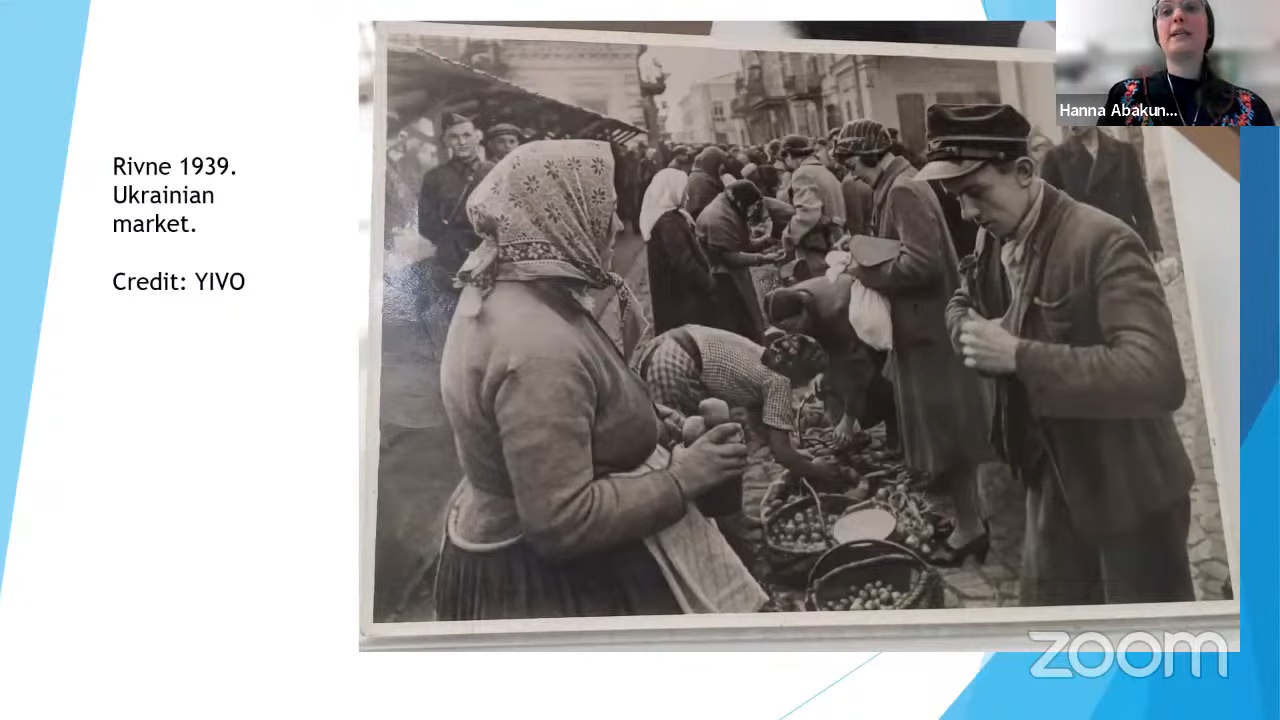 Rivne 1939.
Ukrainian
market.
Credit: YIVO
Hanna Abakun...
zoom